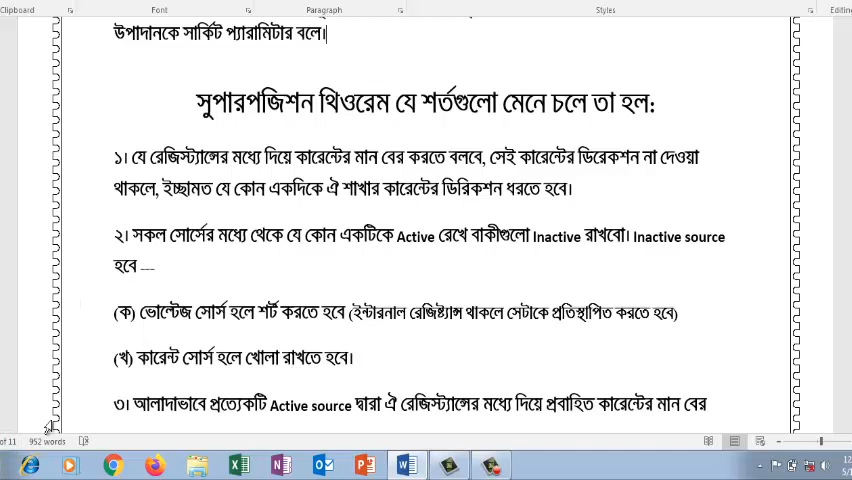 Clipboard
Font
Paragraph
Styles
Editing
উপাদানকে সার্কিট প্যারামিটার বলে।
সুপারপজিশন থিওরেম যে শর্তগুলো মেনে চলে তা হল:
১। যে রেজিস্ট্যান্সের মধ্যে দিয়ে কারেন্টের মান বের করতে বলবে, সেই কারেন্টের ডিরেকশন না দেওয়া
থাকলে, ইচ্ছামত যে কোন একদিকে ঐ শাখার কারেন্টের ডিরিকশন ধরতে হবে।
২। সকল সোর্সের মধ্যে থেকে যে কোন একটিকে Active রেখে বাকীগুলো Inactive রাখবো। Inactive source
হবে ---
(ক) ভোল্টেজ সোর্স হলে শর্ট করতে হবে (ইন্টারনাল রেজিষ্ট্যান্স থাকলে সেটাকে প্রতিস্থাপিত করতে হবে)
(খ) কারেন্ট সোর্স হলে খোলা রাখতে হবে।
৩। আলাদাভাবে প্রত্যেকটি Active source দ্বারা ঐ রেজিস্ট্যান্সের মধ্যে দিয়ে প্রবাহিত কারেন্টের মান বের
of 11 952 words
12
5/1